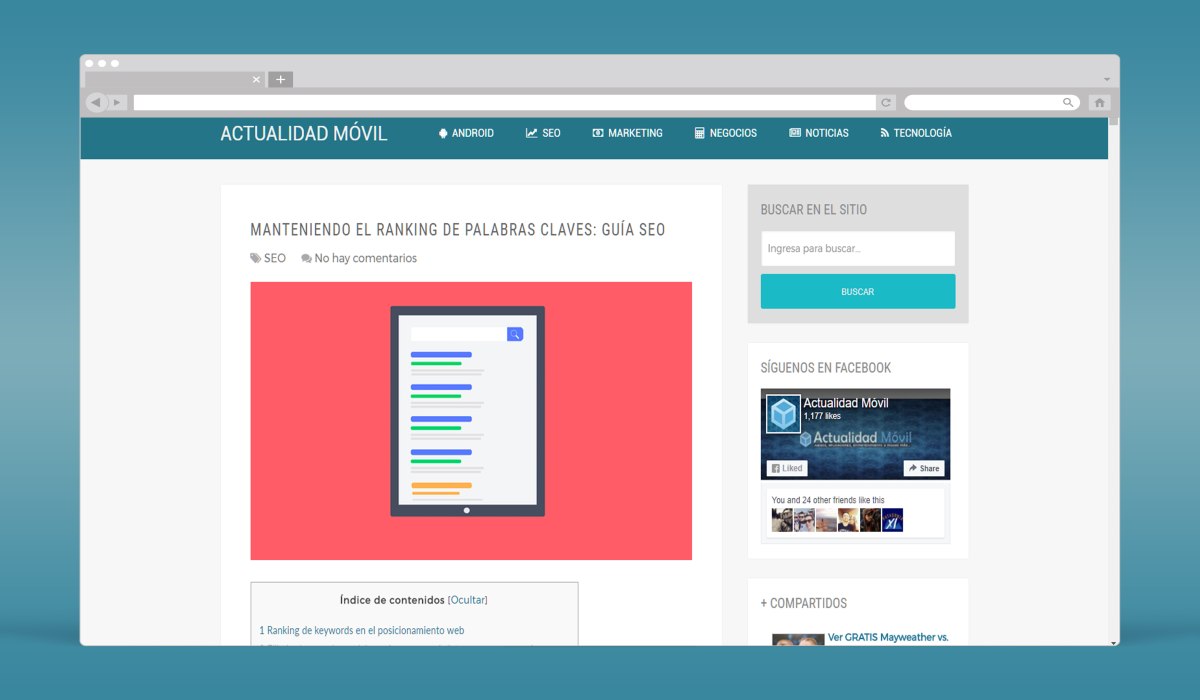 ACTUALIDAD MÓVIL
ANDROID
SEO
MARKETING
NEGOCIOS
NOTICIAS
TECNOLOGÍA
MANTENIENDO EL RANKING DE PALABRAS CLAVES: GUÍA SEO
SEO
No hay comentarios
Índice de contenidos [Ocultar]
1 Ranking de keywords en el posicionamiento web
BUSCAR EN EL SITIO
Ingresa para buscar...
BUSCAR
SÍGUENOS EN FACEBOOK
Actualidad Móvil
1,177 likes
Actualidad Móvil
Liked
Share
You and 24 other friends like this
XI
+ COMPARTIDOS
Ver GRATIS Mayweather vs.